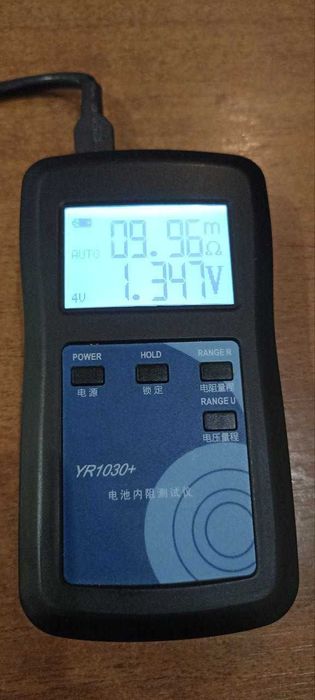 09.96 mΩ
AUTO
1.347V
4V
POWER HOLD RANGE R
电源 锁定 电阻量程
RANGE U
电压量程
YR1030+
电池内阻测试仪